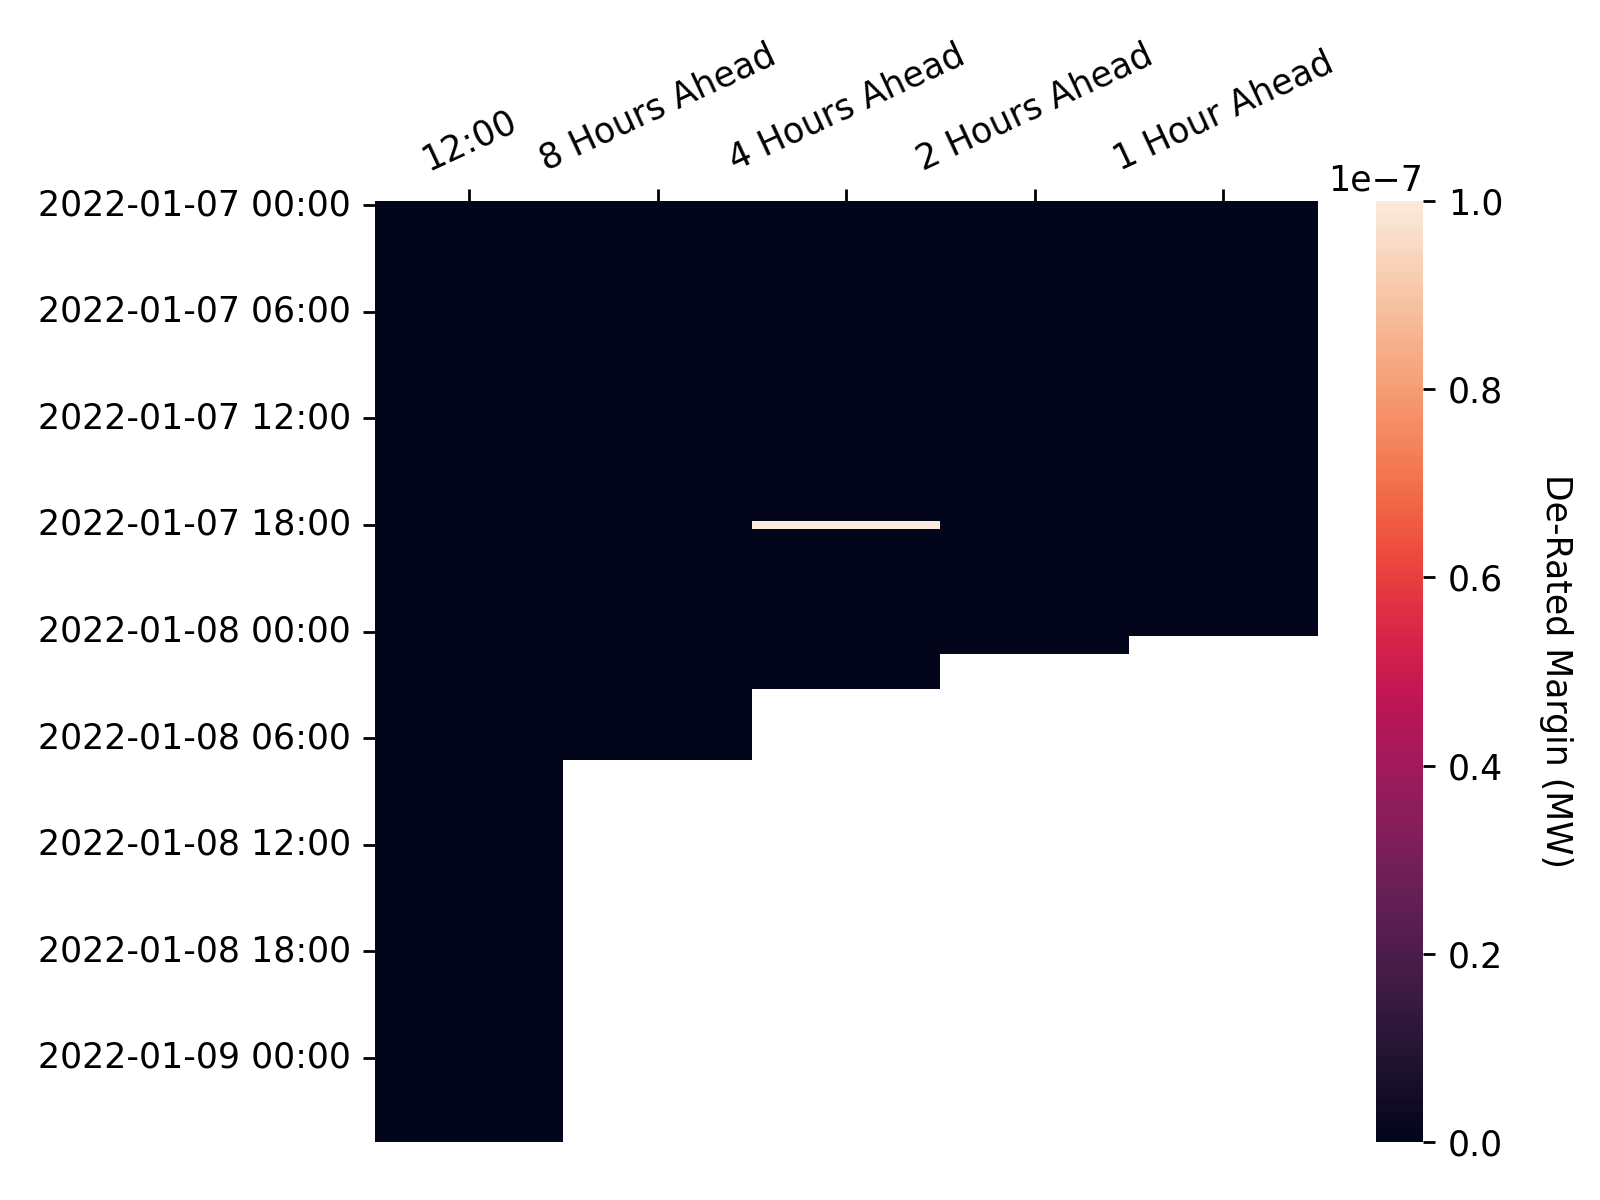 12:00
8 Hours Ahead
4 Hours Ahead
2 Hours Ahead
1 Hour Ahead
2022-01-07 00:00
2022-01-07 06:00
2022-01-07 12:00
2022-01-07 18:00
2022-01-08 00:00
2022-01-08 06:00
2022-01-08 12:00
2022-01-08 18:00
2022-01-09 00:00
1e−7
1.0
0.8
0.6
0.4
0.2
0.0
De-Rated Margin (MW)